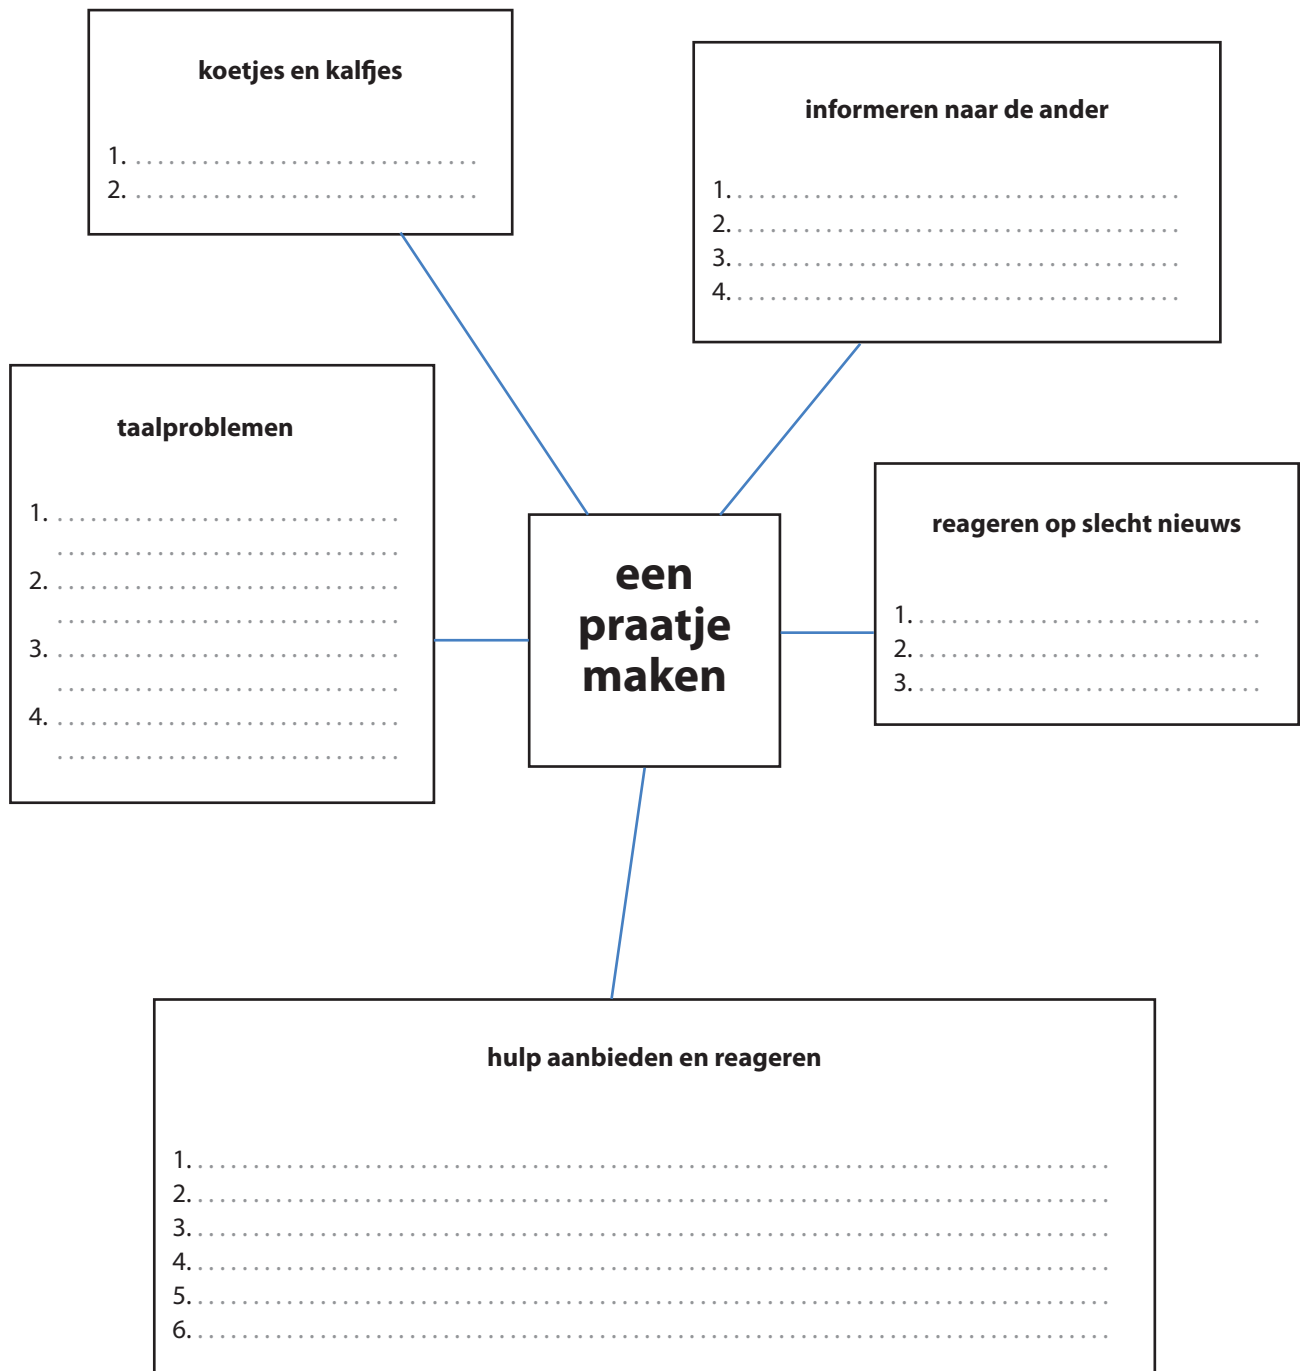 koetjes en kalfjes
1. . . . . . . . . . . . . . . . . . . . . . . . . . . . . . . .
2. . . . . . . . . . . . . . . . . . . . . . . . . . . . . . . .
informeren naar de ander
1. . . . . . . . . . . . . . . . . . . . . . . . . . . . . . . . . . . . . . . .
2. . . . . . . . . . . . . . . . . . . . . . . . . . . . . . . . . . . . . . . .
3. . . . . . . . . . . . . . . . . . . . . . . . . . . . . . . . . . . . . . . .
4. . . . . . . . . . . . . . . . . . . . . . . . . . . . . . . . . . . . . . . .
taalproblemen
1. . . . . . . . . . . . . . . . . . . . . . . . . . . . . . . .
. . . . . . . . . . . . . . . . . . . . . . . . . . . . . . .
2. . . . . . . . . . . . . . . . . . . . . . . . . . . . . . . .
. . . . . . . . . . . . . . . . . . . . . . . . . . . . . . .
3. . . . . . . . . . . . . . . . . . . . . . . . . . . . . . . .
. . . . . . . . . . . . . . . . . . . . . . . . . . . . . . .
4. . . . . . . . . . . . . . . . . . . . . . . . . . . . . . . .
. . . . . . . . . . . . . . . . . . . . . . . . . . . . . . .
een
praatje
maken
reageren op slecht nieuws
1. . . . . . . . . . . . . . . . . . . . . . . . . . . . . . . .
2. . . . . . . . . . . . . . . . . . . . . . . . . . . . . . . .
3. . . . . . . . . . . . . . . . . . . . . . . . . . . . . . . .
hulp aanbieden en reageren
1. . . . . . . . . . . . . . . . . . . . . . . . . . . . . . . . . . . . . . . . . . . . . . . . . . . . . . . . . . . . . . . . . . . . . . . . . . . . . . . . . .
2. . . . . . . . . . . . . . . . . . . . . . . . . . . . . . . . . . . . . . . . . . . . . . . . . . . . . . . . . . . . . . . . . . . . . . . . . . . . . . . . . .
3. . . . . . . . . . . . . . . . . . . . . . . . . . . . . . . . . . . . . . . . . . . . . . . . . . . . . . . . . . . . . . . . . . . . . . . . . . . . . . . . . .
4. . . . . . . . . . . . . . . . . . . . . . . . . . . . . . . . . . . . . . . . . . . . . . . . . . . . . . . . . . . . . . . . . . . . . . . . . . . . . . . . . .
5. . . . . . . . . . . . . . . . . . . . . . . . . . . . . . . . . . . . . . . . . . . . . . . . . . . . . . . . . . . . . . . . . . . . . . . . . . . . . . . . . .
6. . . . . . . . . . . . . . . . . . . . . . . . . . . . . . . . . . . . . . . . . . . . . . . . . . . . . . . . . . . . . . . . . . . . . . . . . . . . . . . . . .